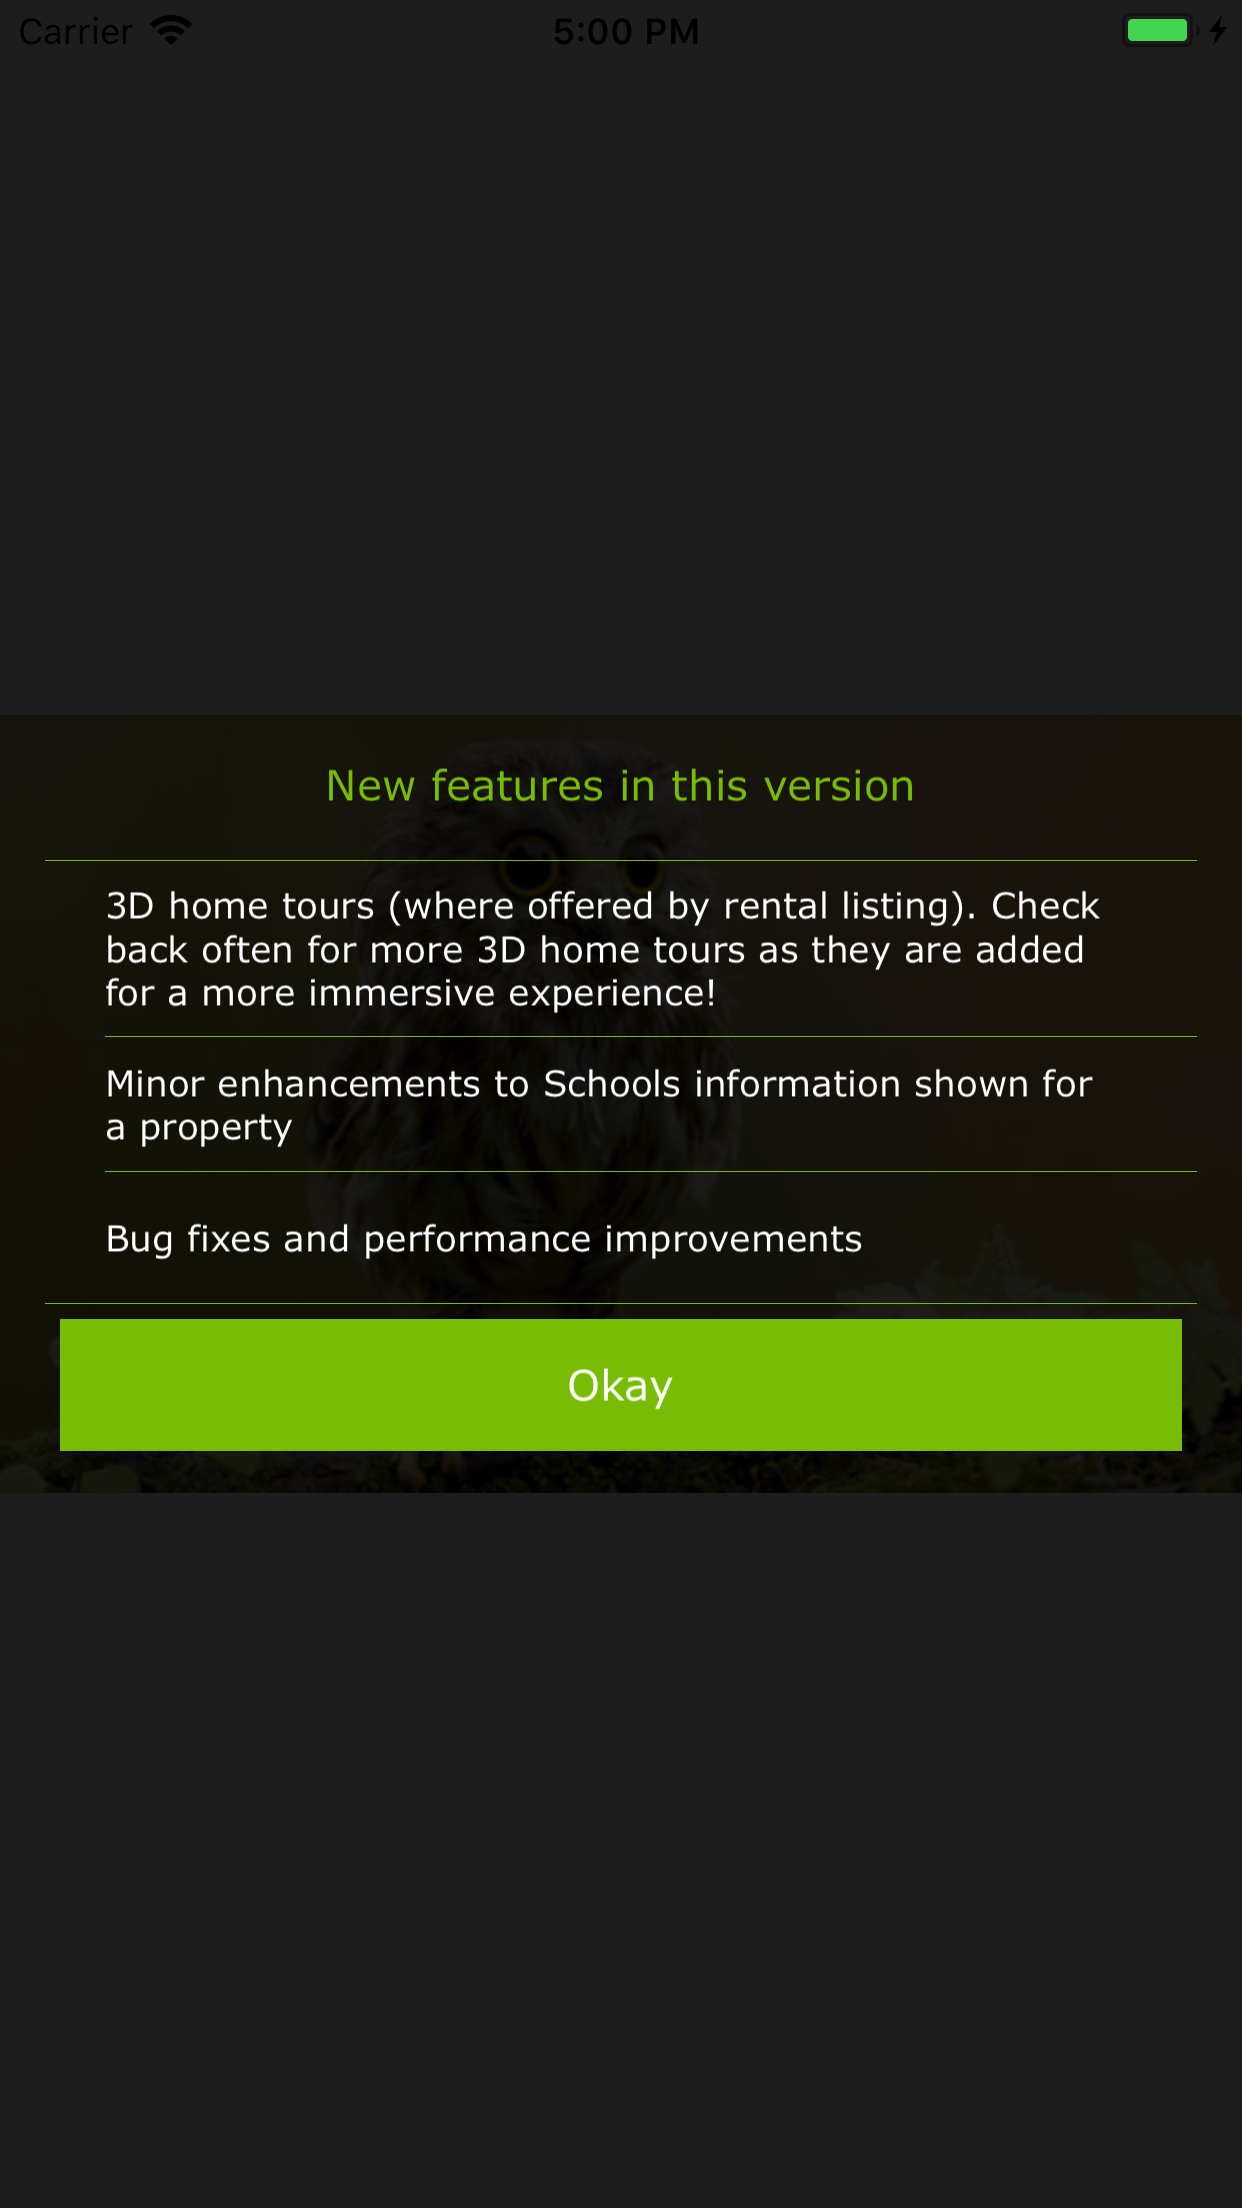 Carrier 5:00 PM
New features in this version
3D home tours (where offered by rental listing). Check
back often for more 3D home tours as they are added
for a more immersive experience!
Minor enhancements to Schools information shown for
a property
Bug fixes and performance improvements
Okay